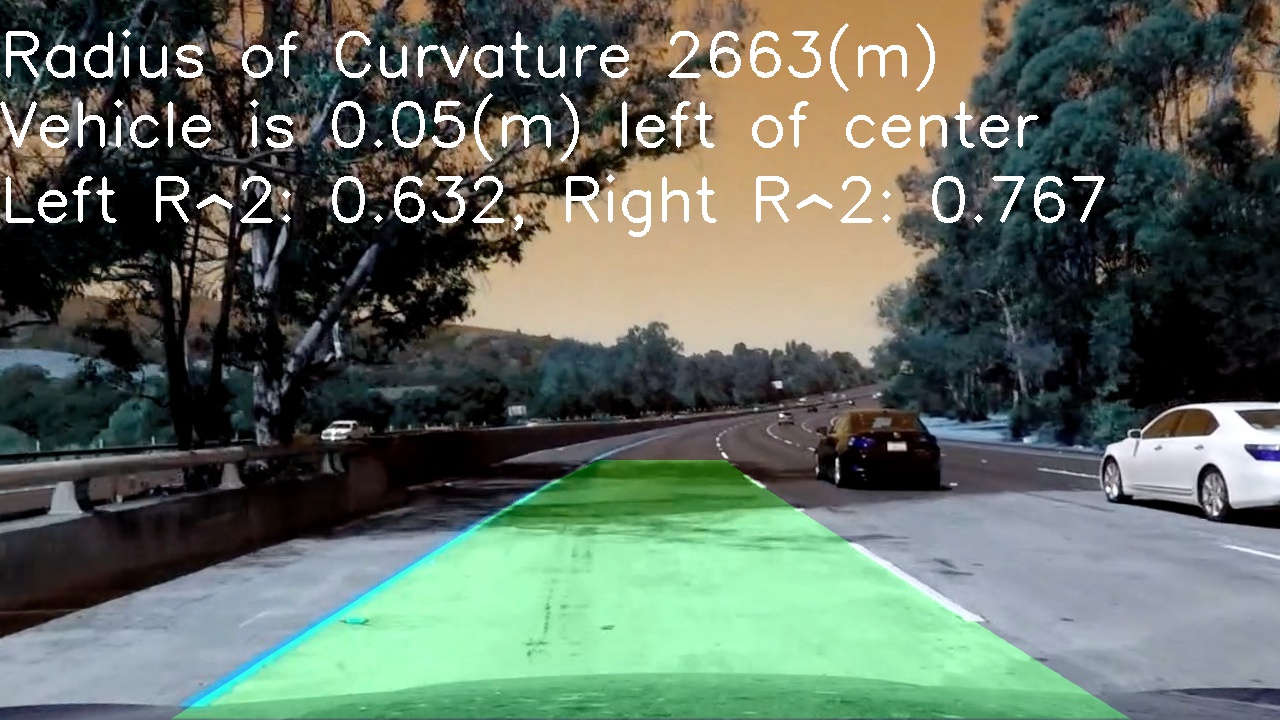 Radius of Curvature 2663(m)
Vehicle is 0.05(m) left of center
Left R^2: 0.632, Right R^2: 0.767